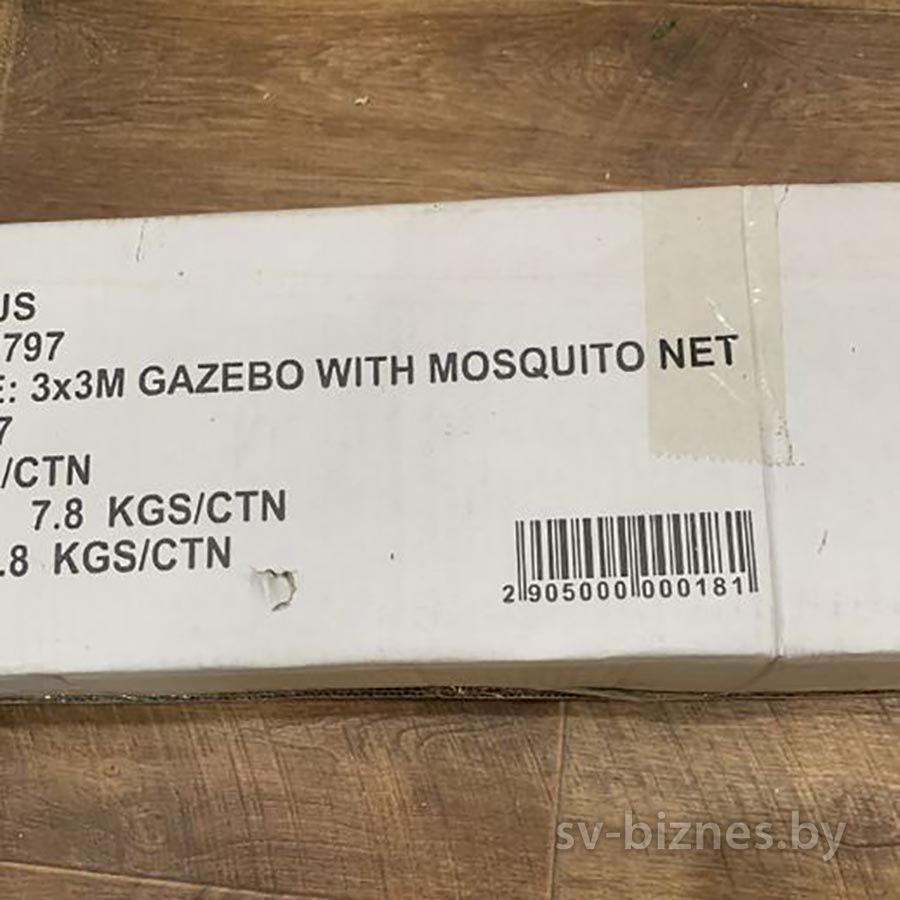 US
797
E: 3x3M GAZEBO WITH MOSQUITO NET
7
/CTN
7.8 KGS/CTN
.8 KGS/CTN
2 905000 000181
sv-biznes.by